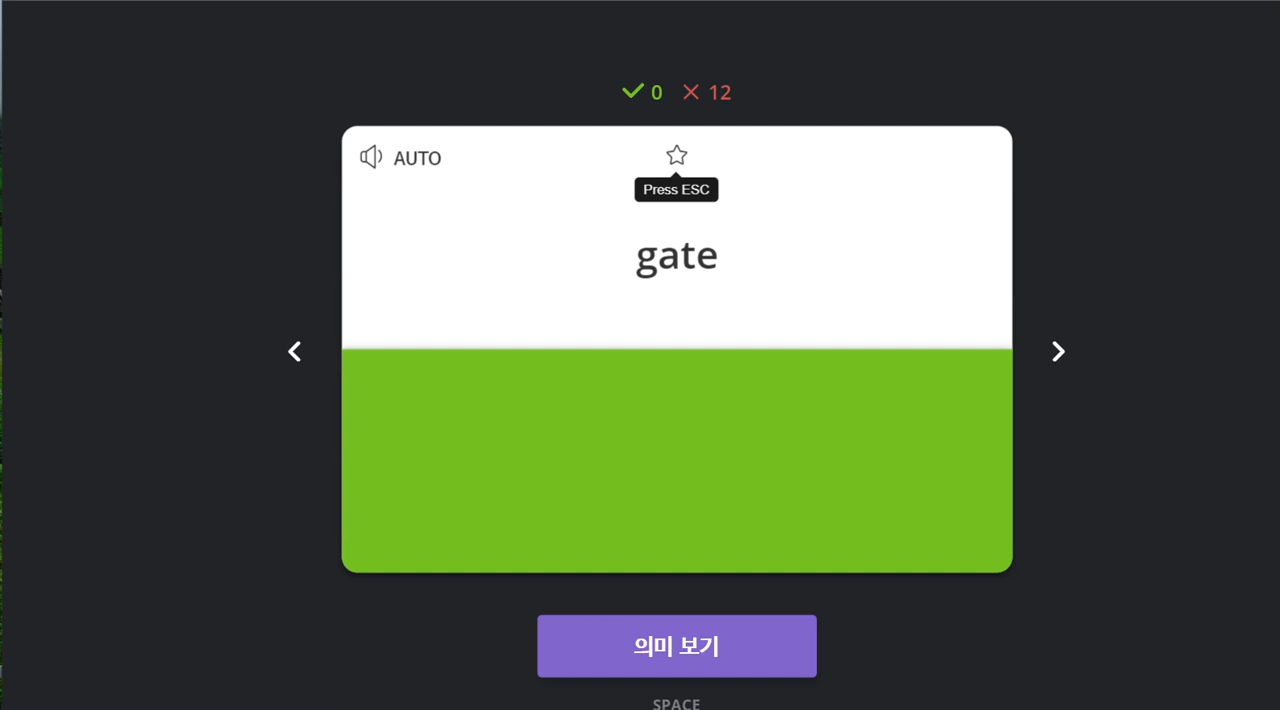 0 12
AUTO
Press ESC
gate
의미 보기
SPACE